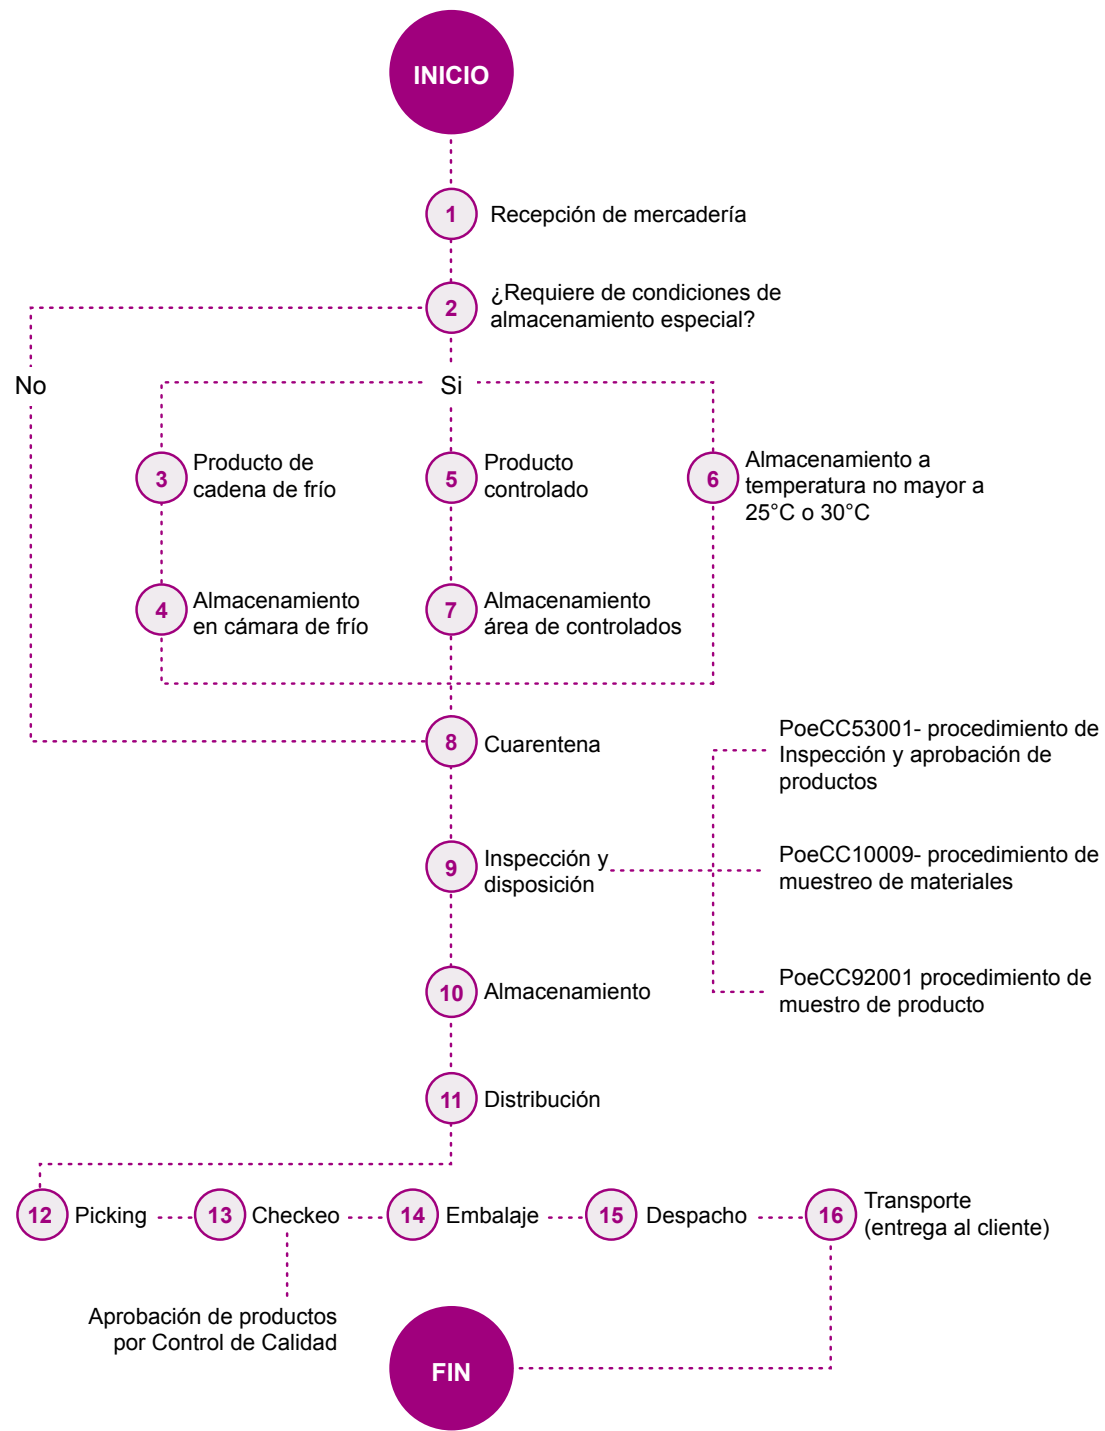 INICIO
1
Recepción de mercadería
2
¿Requiere de condiciones de
almacenamiento especial?
No
Si
3
Producto de
cadena de frío
5
Producto
controlado
6
Almacenamiento a
temperatura no mayor a
25°C o 30°C
4
Almacenamiento
en cámara de frío
7
Almacenamiento
área de controlados
8
Cuarentena
PoeCC53001- procedimiento de
Inspección y aprobación de
productos
9
Inspección y
disposición
PoeCC10009- procedimiento de
muestreo de materiales
10
Almacenamiento
PoeCC92001 procedimiento de
muestro de producto
11
Distribución
12
Picking
13
Checkeo
14
Embalaje
15
Despacho
16
Transporte
(entrega al cliente)
Aprobación de productos
por Control de Calidad
FIN